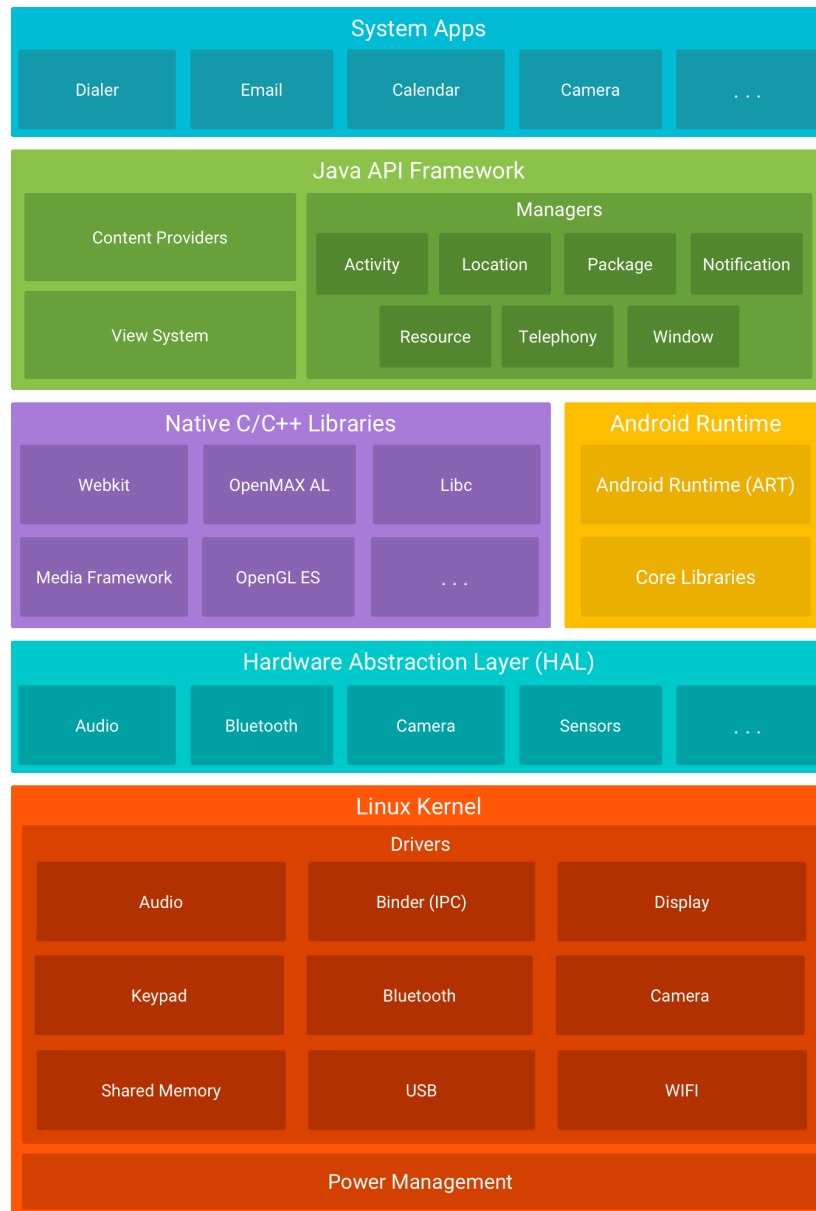 System Apps
Dialer
Email
Calendar
Camera
. . .
Java API Framework
Content Providers
View System
Managers
Activity
Location
Package
Notification
Resource
Telephony
Window
Native C/C++ Libraries
Webkit
OpenMAX AL
Libc
Media Framework
OpenGL ES
. . .
Android Runtime
Android Runtime (ART)
Core Libraries
Hardware Abstraction Layer (HAL)
Audio
Bluetooth
Camera
Sensors
. . .
Linux Kernel
Drivers
Audio
Binder (IPC)
Display
Keypad
Bluetooth
Camera
Shared Memory
USB
WIFI
Power Management